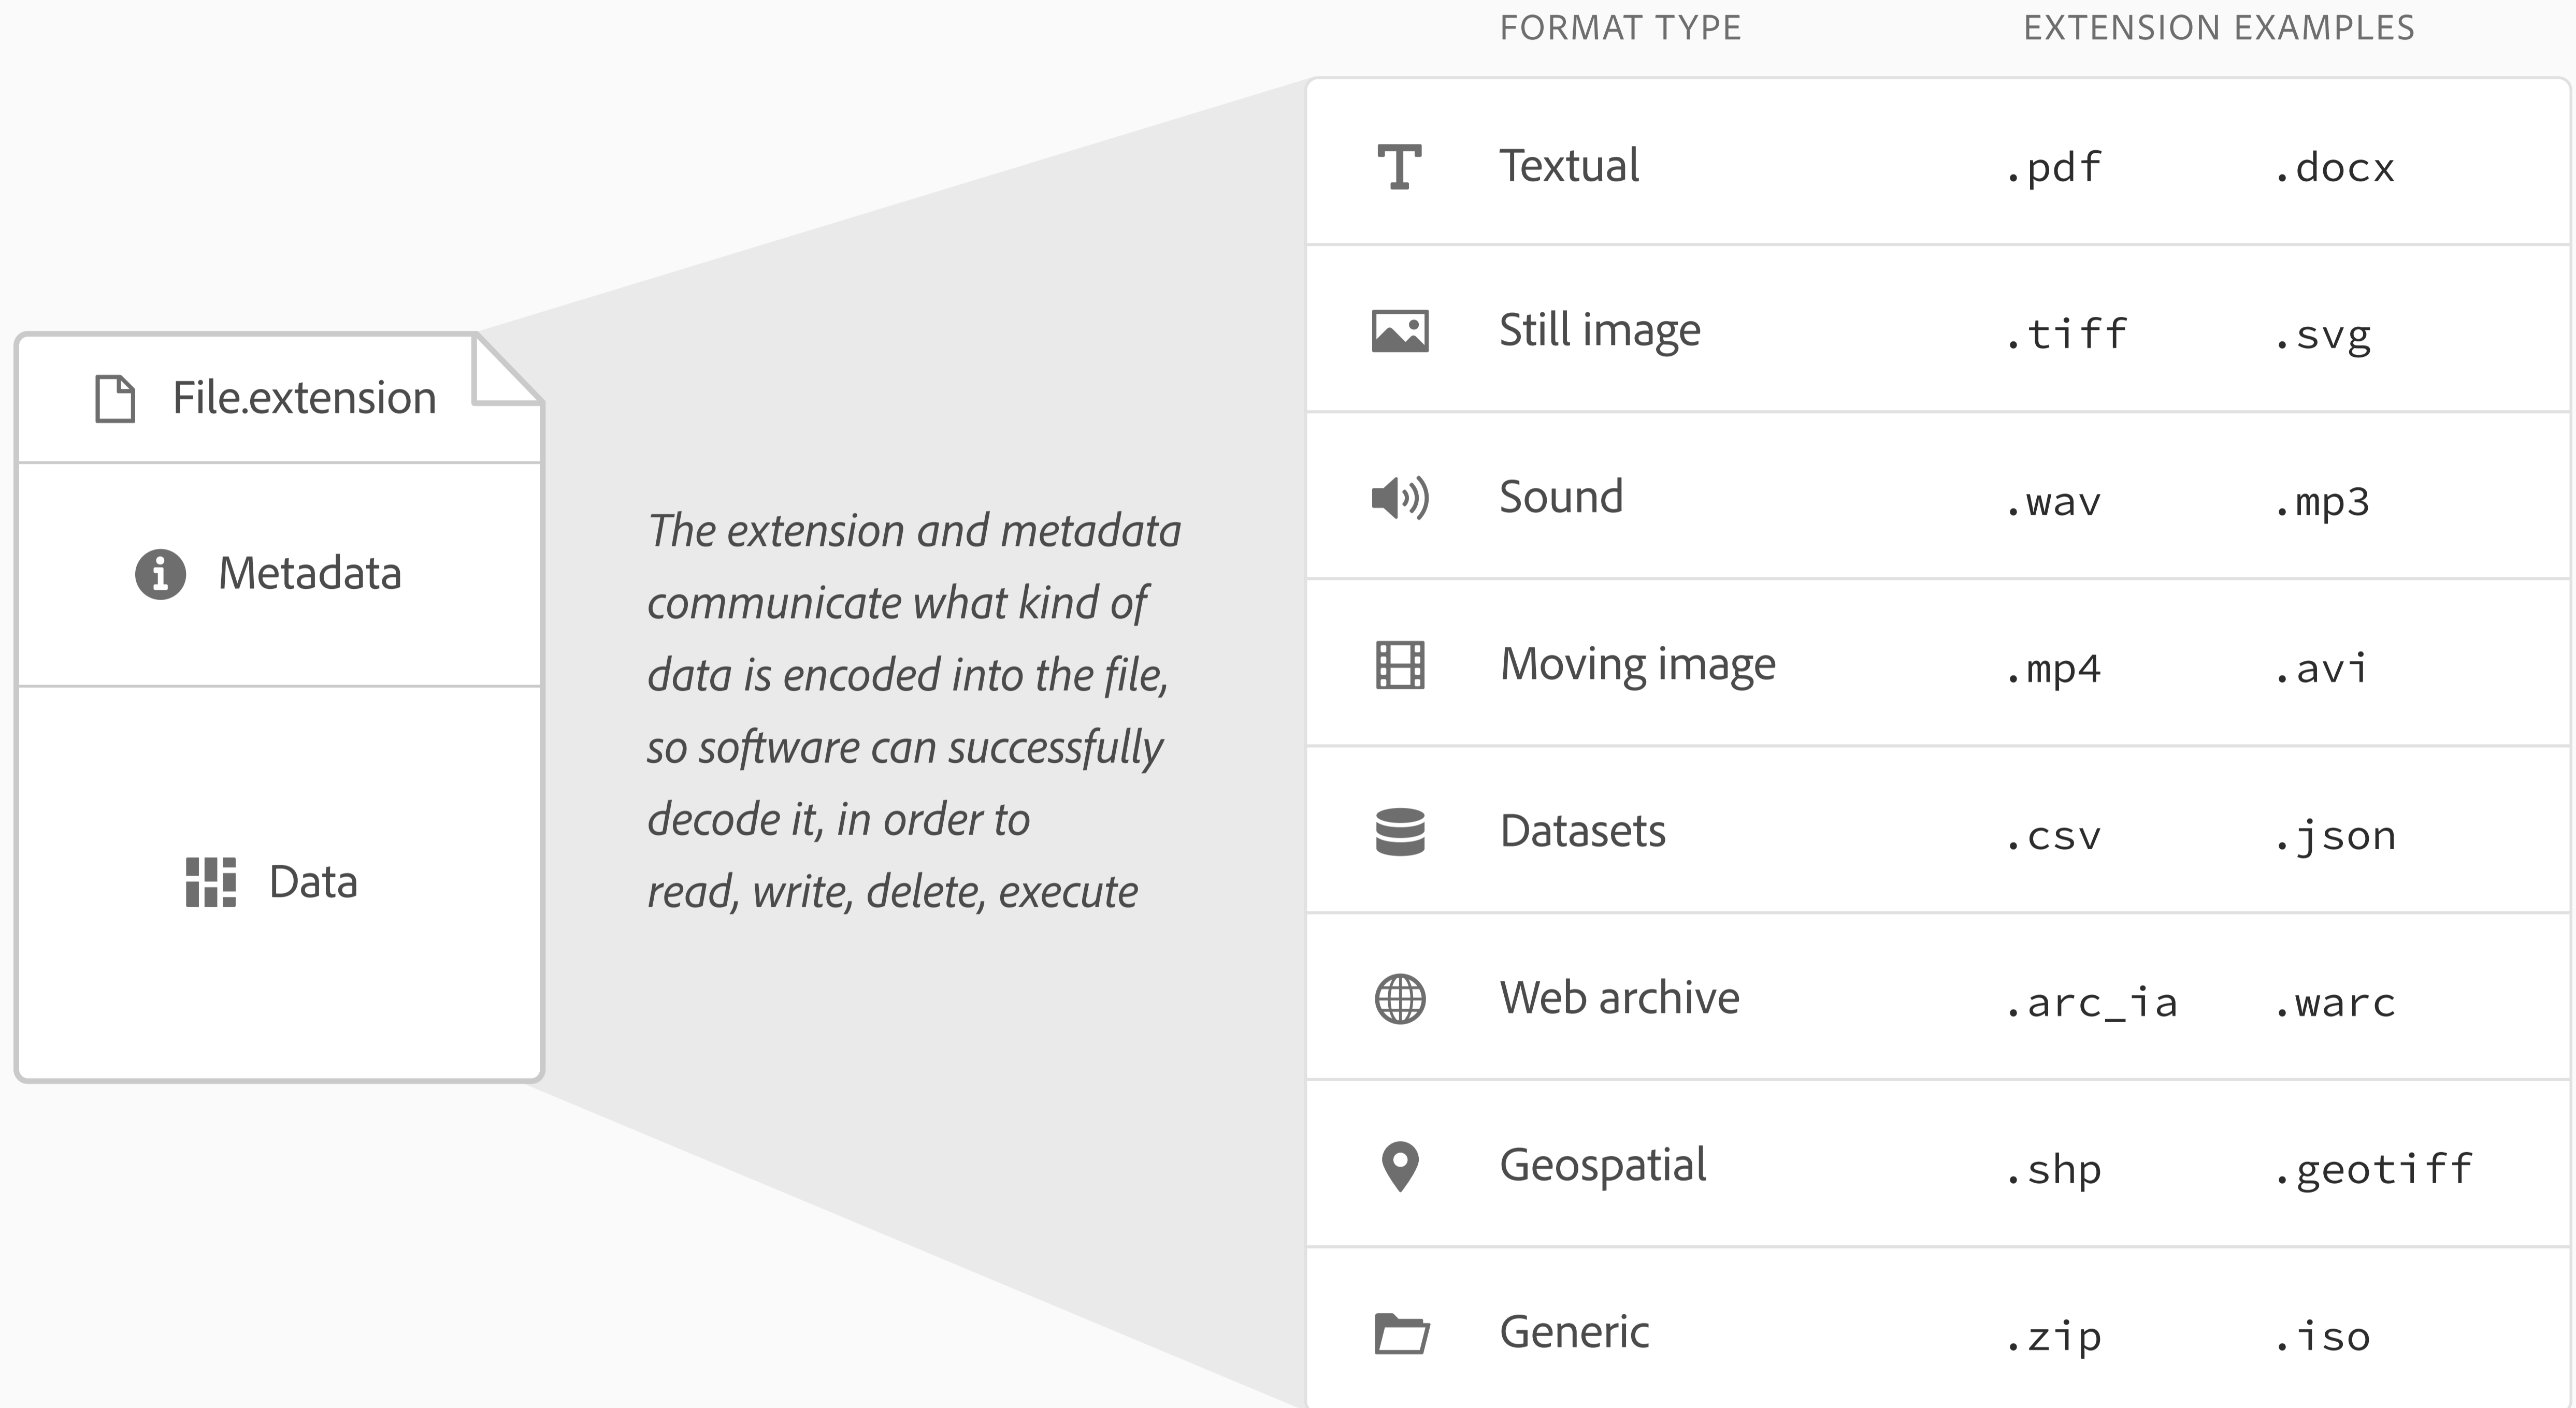 FORMAT TYPE EXTENSION EXAMPLES
File.extension
Metadata
Data
The extension and metadata
communicate what kind of
data is encoded into the file,
so software can successfully
decode it, in order to
read, write, delete, execute
Textual .pdf .docx
Still image .tiff .svg
Sound .wav .mp3
Moving image .mp4 .avi
Datasets .csv .json
Web archive .arc_ia .warc
Geospatial .shp .geotiff
Generic .zip .iso